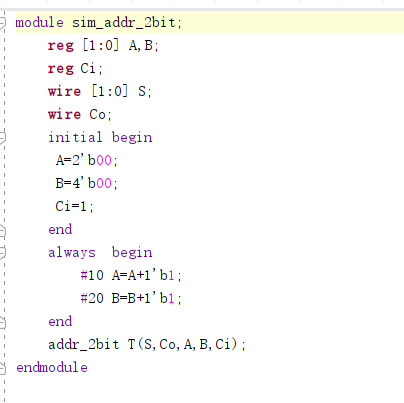 module sim_addr_2bit;
    reg [1:0] A,B;
    reg Ci;
    wire [1:0] S;
    wire Co;
    initial begin
     A=2'b00;
     B=4'b00;
     Ci=1;
    end
    always  begin
        #10 A=A+1'b1;
        #20 B=B+1'b1;
    end
    addr_2bit T(S,Co,A,B,Ci);
endmodule